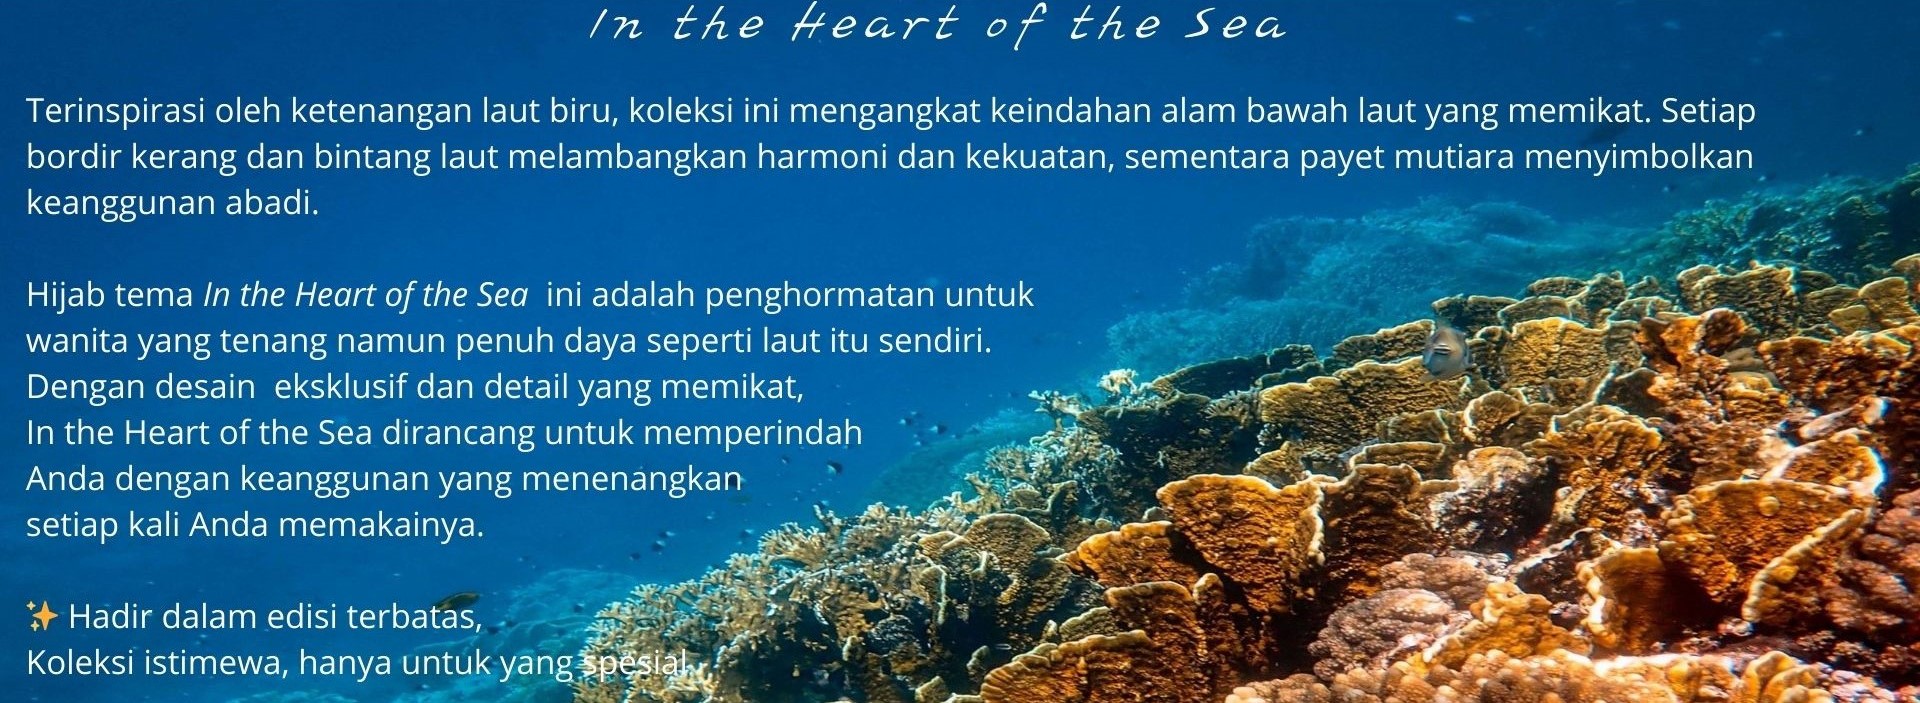 In the Heart of the Sea
Terinspirasi oleh ketenangan laut biru, koleksi ini mengangkat keindahan alam bawah laut yang memikat. Setiap
bordir kerang dan bintang laut melambangkan harmoni dan kekuatan, sementara payet mutiara menyimbolkan
keanggunan abadi.
Hijab tema In the Heart of the Sea ini adalah penghormatan untuk
wanita yang tenang namun penuh daya seperti laut itu sendiri.
Dengan desain eksklusif dan detail yang memikat,
In the Heart of the Sea dirancang untuk memperindah
Anda dengan keanggunan yang menenangkan
setiap kali Anda memakainya.
✨ Hadir dalam edisi terbatas,
Koleksi istimewa, hanya untuk yang spesial.